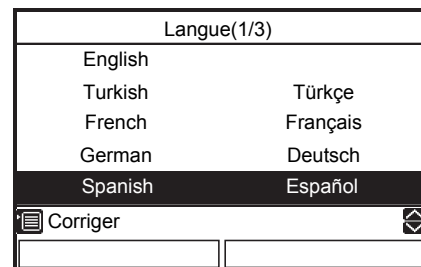 Langue(1/3)
English
Turkish Türkçe
French Français
German Deutsch
Spanish Español
Corriger